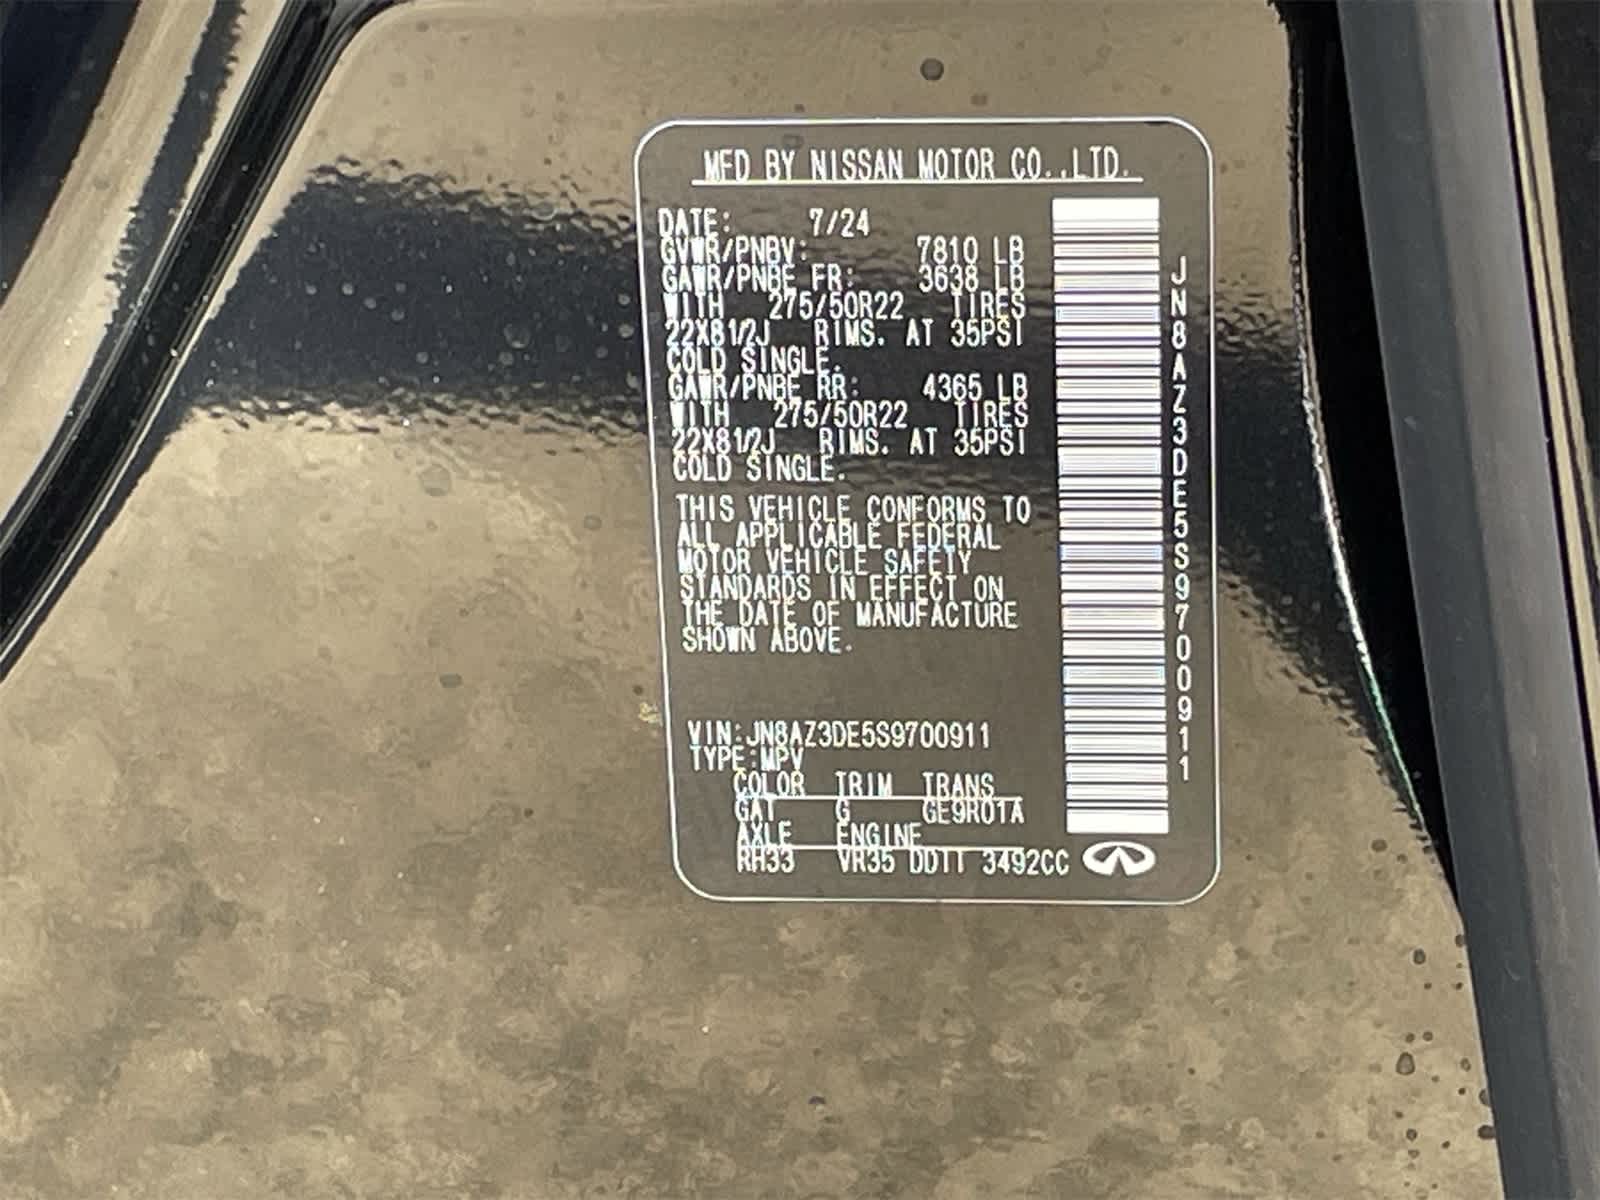 MFD BY NISSAN MOTOR CO.,LTD.
DATE: 7/24
GVWR/PNBV: 7810 LB
GAWR/PNBE FR: 3638 LB
WITH 275/50R22 TIRES
22X81/2J RIMS. AT 35PSI
COLD SINGLE.
GAWR/PNBE RR: 4365 LB
WITH 275/50R22 TIRES
22X81/2J RIMS. AT 35PSI
COLD SINGLE.
THIS VEHICLE CONFORMS TO
ALL APPLICABLE FEDERAL
MOTOR VEHICLE SAFETY
STANDARDS IN EFFECT ON
THE DATE OF MANUFACTURE
SHOWN ABOVE.
VIN:JN8AZ3DE5S9700911
TYPE:MPV
COLOR TRIM TRANS
GAT G GE9R01A
AXLE ENGINE
RH33 VR35 DDTT 3492CC
JN8AZ3DE5S9700911